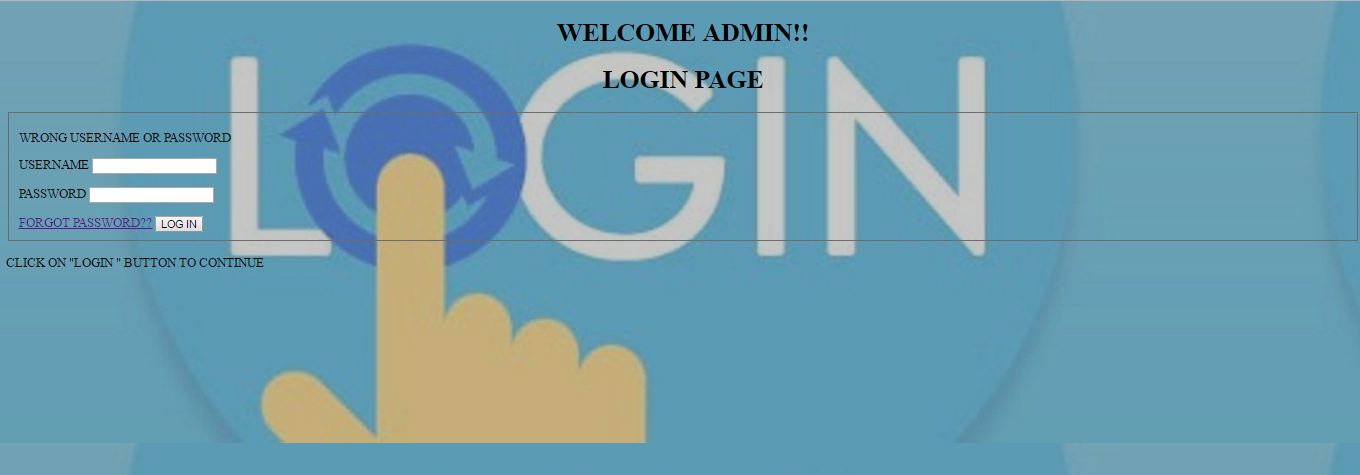 WELCOME ADMIN!!
LOGIN PAGE
LOGIN
WRONG USERNAME OR PASSWORD
USERNAME
PASSWORD
FORGOT PASSWORD?? LOG IN
CLICK ON "LOGIN " BUTTON TO CONTINUE